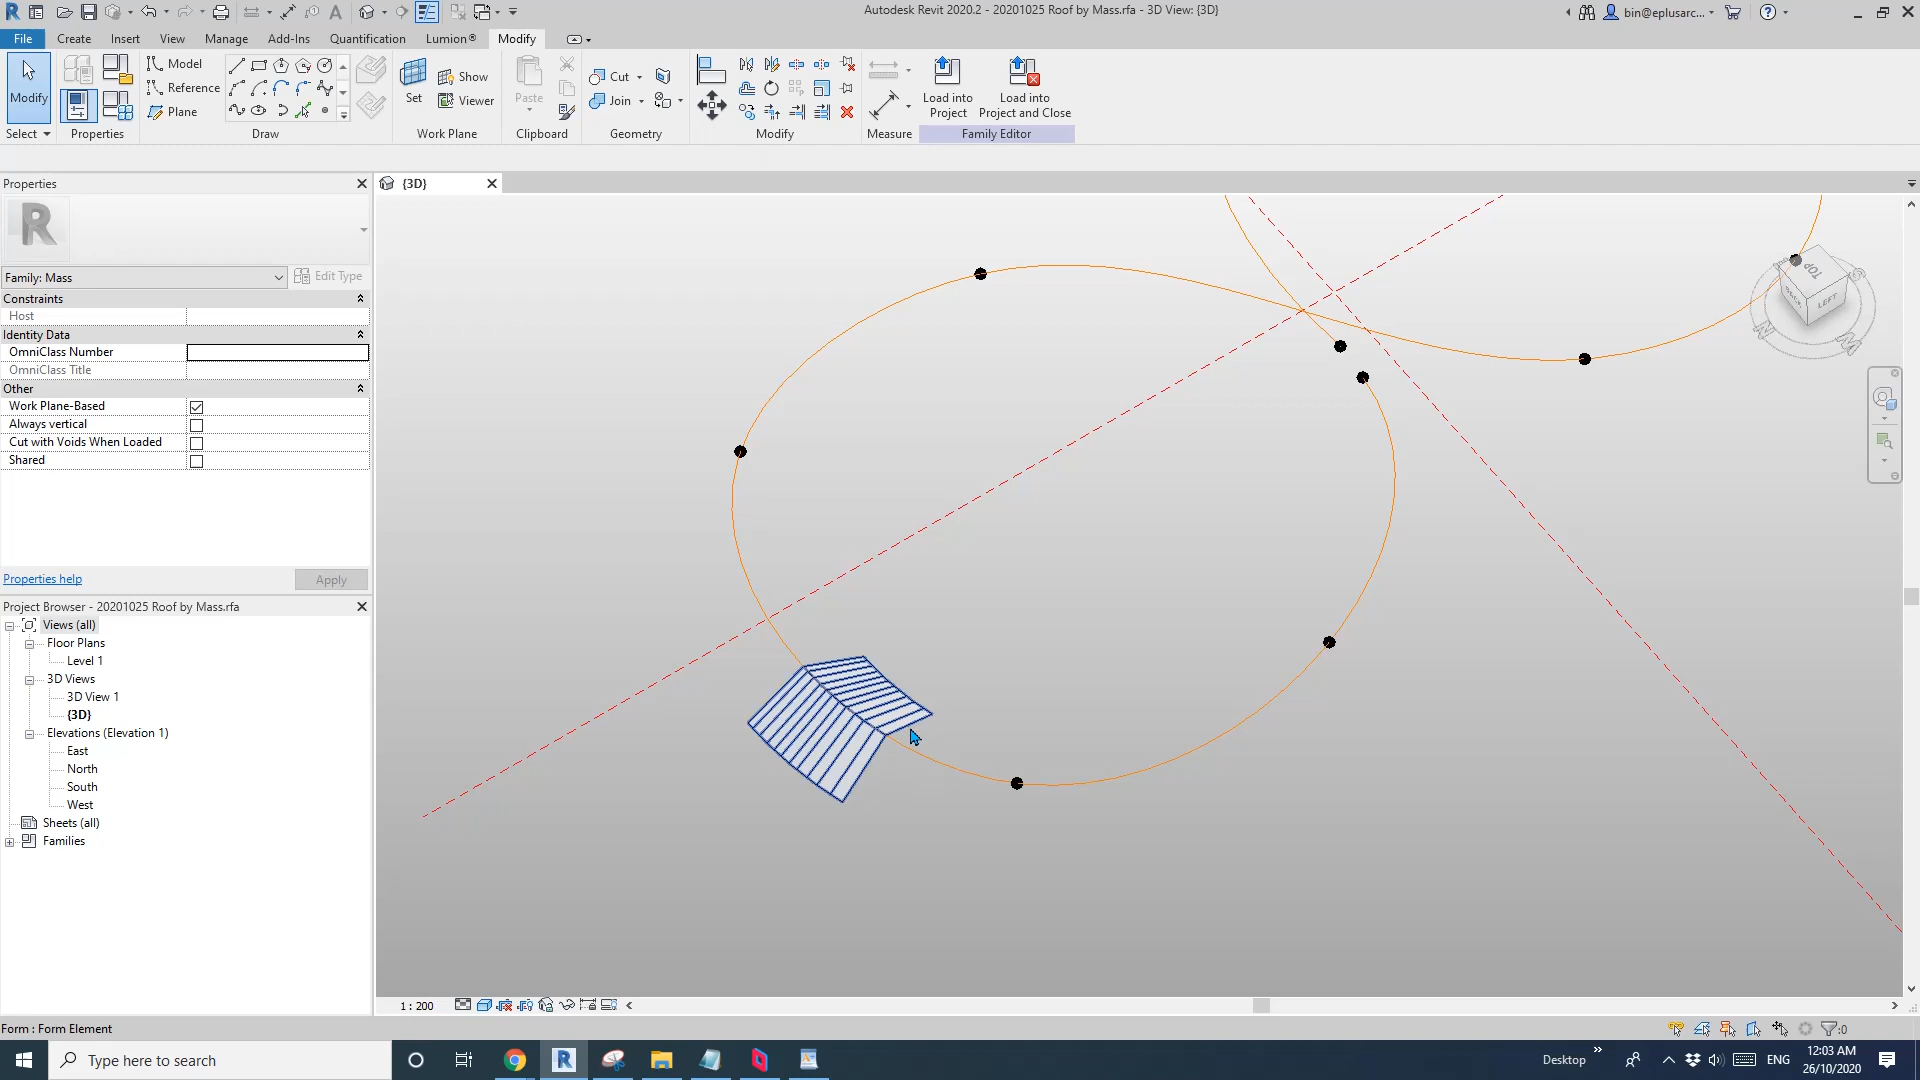 Autodesk Revit 2020.2 - 20201025 Roof by Mass.rfa - 3D View: {3D}
bin@eplusarc...
File Create Insert View Manage Add-Ins Quantification Lumion® Modify
Model
Reference
Plane
Modify
Set
Show
Viewer
Paste
Cut
Join
Load into Project
Load into Project and Close
Select Properties Draw Work Plane Clipboard Geometry Modify Measure Family Editor
Properties
{3D}
Family: Mass
Edit Type
Constraints
Host
Identity Data
OmniClass Number
OmniClass Title
Other
Work Plane-Based
Always vertical
Cut with Voids When Loaded
Shared
Properties help
Apply
Project Browser - 20201025 Roof by Mass.rfa
Views (all)
Floor Plans
Level 1
3D Views
3D View 1
{3D}
Elevations (Elevation 1)
East
North
South
West
Sheets (all)
Families
TOP
BACK
LEFT
S
N
W
1 : 200
Form : Form Element
:0
Type here to search
Desktop
ENG
12:03 AM
26/10/2020